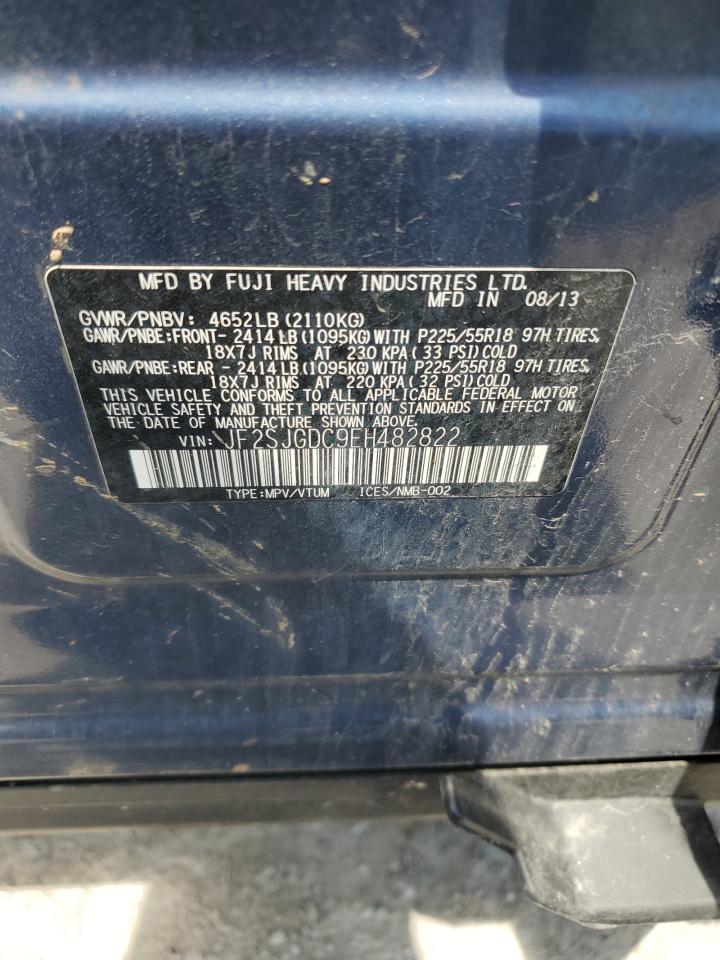 MFD BY FUJI HEAVY INDUSTRIES LTD.
MFD IN 08/13
GVWR/PNBV: 4652LB (2110KG)
GAWR/PNBE:FRONT- 2414LB (1095KG) WITH P225/55R18 97H TIRES,
18X7J RIMS AT 230 KPA (33 PSI) COLD
GAWR/PNBE:REAR - 2414LB (1095KG) WITH P225/55R18 97H TIRES,
18X7J RIMS AT 220 KPA (32 PSI) COLD
THIS VEHICLE CONFORMS TO ALL APPLICABLE FEDERAL MOTOR
VEHICLE SAFETY AND THEFT PREVENTION STANDARDS IN EFFECT ON
THE DATE OF MANUFACTURE SHOWN ABOVE.
VIN: JF2SJGDC9EH482822
TYPE:MPV/VTUM ICES/NMB-002